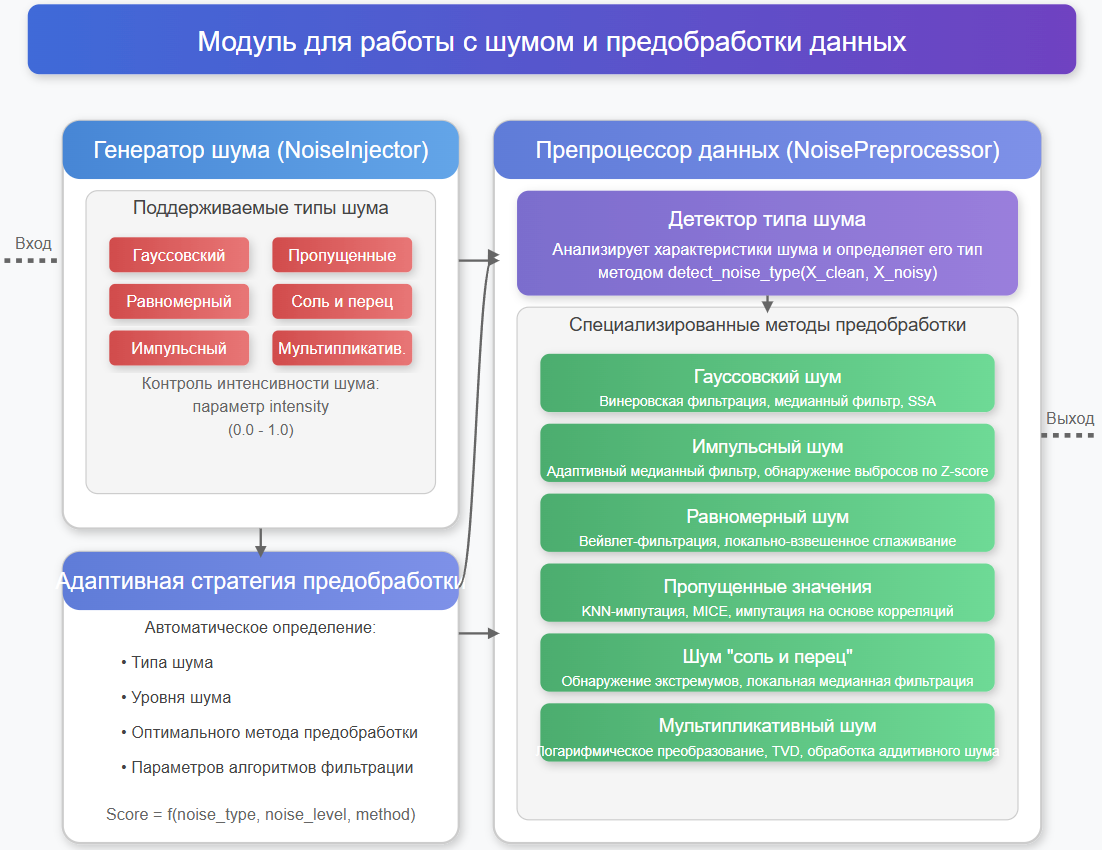 Модуль для работы с шумом и предобработки данных
Вход
Генератор шума (NoiseInjector)
Поддерживаемые типы шума
Гауссовский
Пропущенные
Равномерный
Соль и перец
Импульсный
Мультипликатив.
Контроль интенсивности шума:
параметр intensity
(0.0 - 1.0)
Адаптивная стратегия предобработки
Автоматическое определение:
• Типа шума
• Уровня шума
• Оптимального метода предобработки
• Параметров алгоритмов фильтрации
Score = f(noise_type, noise_level, method)
Препроцессор данных (NoisePreprocessor)
Детектор типа шума
Анализирует характеристики шума и определяет его тип
методом detect_noise_type(X_clean, X_noisy)
Специализированные методы предобработки
Гауссовский шум
Винеровская фильтрация, медианный фильтр, SSA
Импульсный шум
Адаптивный медианный фильтр, обнаружение выбросов по Z-score
Равномерный шум
Вейвлет-фильтрация, локально-взвешенное сглаживание
Пропущенные значения
KNN-импутация, MICE, импутация на основе корреляций
Шум "соль и перец"
Обнаружение экстремумов, локальная медианная фильтрация
Мультипликативный шум
Логарифмическое преобразование, TVD, обработка аддитивного шума
Выход